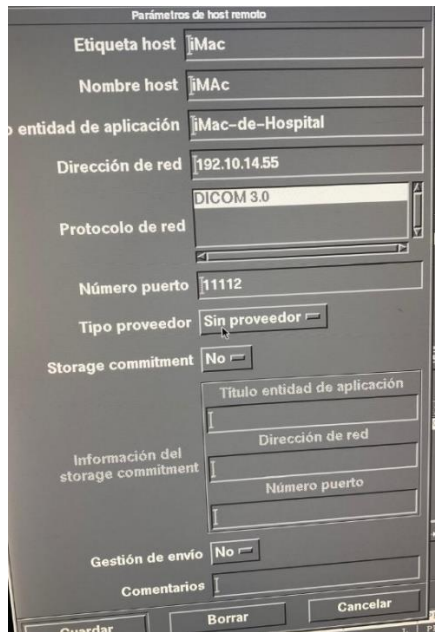 Parámetros de host remoto
Etiqueta host iMac
Nombre host iMAc
entidad de aplicación iMac-de-Hospital
Dirección de red 192.10.14.55
DICOM 3.0
Protocolo de red
Número puerto 11112
Tipo proveedor Sin proveedor
Storage commitment No
Título entidad de aplicación
Dirección de red
Información del
storage commitment
Número puerto
Gestión de envío No
Comentarios
Guardar Borrar Cancelar